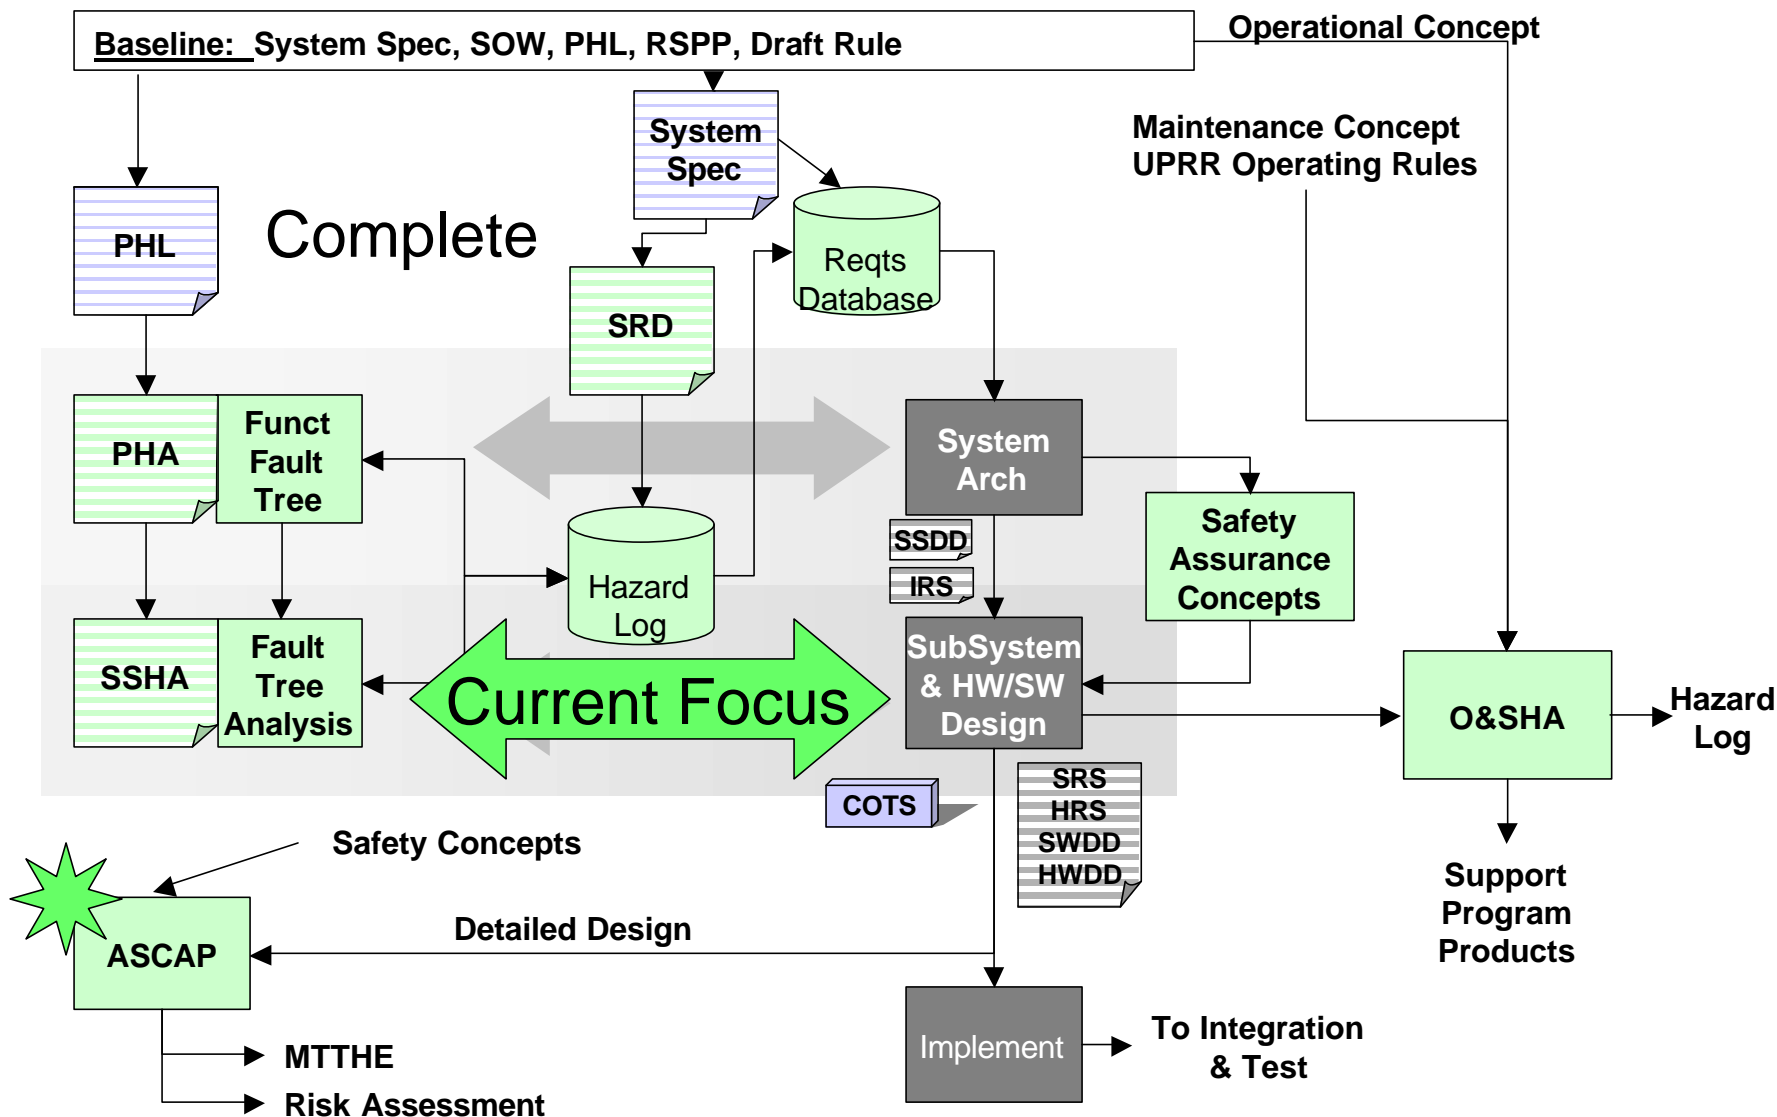 Baseline: System Spec, SOW, PHL, RSPP, Draft Rule
Operational Concept
Maintenance Concept
UPRR Operating Rules
System
Spec
PHL
Complete
Reqts
Database
SRD
PHA
Funct
Fault
Tree
System
Arch
Safety
Assurance
Concepts
SSDD
IRS
Hazard
Log
SSHA
Fault
Tree
Analysis
Current Focus
SubSystem
& HW/SW
Design
O&SHA
Hazard
Log
COTS
SRS
HRS
SWDD
HWDD
Safety Concepts
Support
Program
Products
ASCAP
Detailed Design
Implement
To Integration
& Test
MTTHE
Risk Assessment